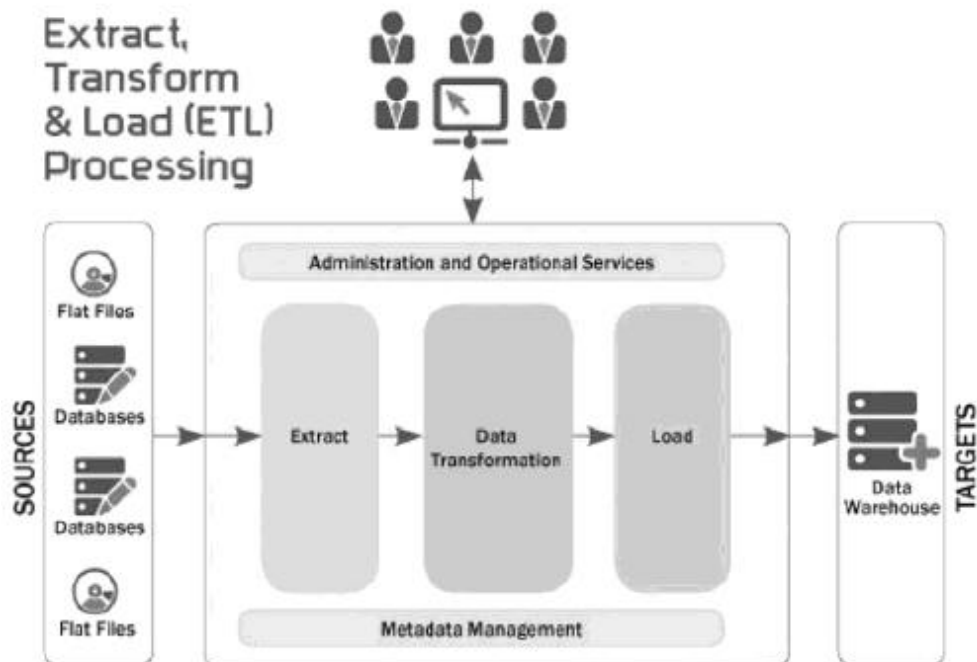 Extract,
Transform
& Load (ETL)
Processing
SOURCES
Flat Files
Databases
Databases
Flat Files
Administration and Operational Services
Extract
Data
Transformation
Load
Metadata Management
Data
Warehouse
TARGETS